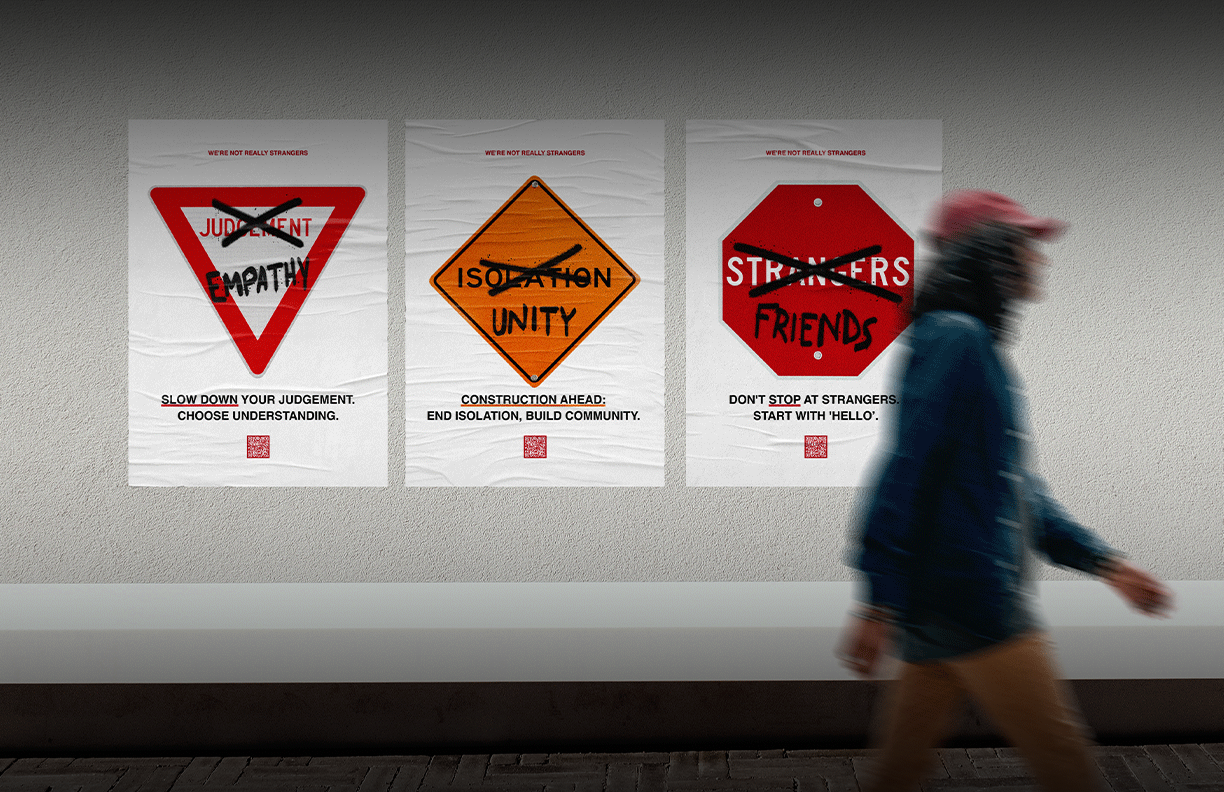 WE'RE NOT REALLY STRANGERS
JUDGEMENT
EMPATHY
SLOW DOWN YOUR JUDGEMENT.
CHOOSE UNDERSTANDING.
WE'RE NOT REALLY STRANGERS
ISOLATION
UNITY
CONSTRUCTION AHEAD:
END ISOLATION, BUILD COMMUNITY.
WE'RE NOT REALLY STRANGERS
STRANGERS
FRIENDS
DON'T STOP AT STRANGERS.
START WITH 'HELLO'.